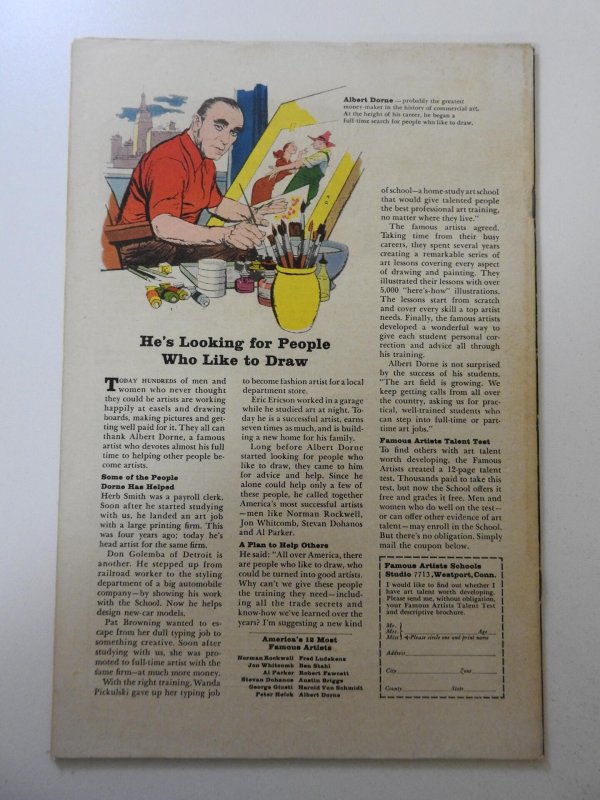 Albert Dorne — probably the greatest
money-maker in the history of commercial art.
At the height of his career, he began a
full-time search for people who like to draw.
He's Looking for People
Who Like to Draw
TODAY HUNDREDS of men and
women who never thought
they could be artists are working
happily at easels and drawing
boards, making pictures and get-
ting well paid for it. They all can
thank Albert Dorne, a famous
artist who devotes almost his full
time to helping other people be-
come artists.
Some of the People
Dorne Has Helped
Herb Smith was a payroll clerk.
Soon after he started studying
with us, he landed an art job
with a large printing firm. This
was four years ago; today he's
head artist for the same firm.
Don Golemba of Detroit is
another. He stepped up from
railroad worker to the styling
department of a big automobile
company—by showing his work
with the School. Now he helps
design new-car models.
Pat Browning wanted to es-
cape from her dull typing job to
something creative. Soon after
studying with us, she was pro-
moted to full-time artist with the
same firm—at much more money.
With the right training, Wanda
Pickulski gave up her typing job
to become fashion artist for a local
department store.
Eric Ericson worked in a garage
while he studied art at night. To-
day he is a successful artist, earns
seven times as much, and is build-
ing a new home for his family.
Long before Albert Dorne
started looking for people who
like to draw, they came to him
for advice and help. Since he
alone could help only a few of
these people, he called together
America's most successful artists
—men like Norman Rockwell,
Jon Whitcomb, Stevan Dohanos
and Al Parker.
A Plan to Help Others
He said: "All over America, there
are people who like to draw, who
could be turned into good artists.
Why can't we give these people
the training they need—includ-
ing all the trade secrets and
know-how we've learned over the
years? I'm suggesting a new kind
America's 12 Most
Famous Artists
Norman Rockwell Fred Ludekens
Jon Whitcomb Ben Stahl
Al Parker Robert Fawcett
Stevan Dohanos Austin Briggs
George Giusti Harold Von Schmidt
Peter Helck Albert Dorne
of school—a home-study art school
that would give talented people
the best professional art training,
no matter where they live."
The famous artists agreed.
Taking time from their busy
careers, they spent several years
creating a remarkable series of
art lessons covering every aspect
of drawing and painting. They
illustrated their lessons with over
5,000 "here's-how" illustrations.
The lessons start from scratch
and cover every skill a top artist
needs. Finally, the famous artists
developed a wonderful way to
give each student personal cor-
rection and advice all through
his training.
Albert Dorne is not surprised
by the success of his students.
"The art field is growing. We
keep getting calls from all over
the country, asking us for prac-
tical, well-trained students who
can step into full-time or part-
time art jobs."
Famous Artists Talent Test
To find others with art talent
worth developing, the Famous
Artists created a 12-page talent
test. Thousands paid to take this
test, but now the School offers it
free and grades it free. Men and
women who do well on the test—
or can offer other evidence of art
talent—may enroll in the School.
But there's no obligation. Simply
mail the coupon below.
Famous Artists Schools
Studio 7713, Westport, Conn.
I would like to find out whether I
have art talent worth developing.
Please send me, without obligation,
your Famous Artists Talent Test
and descriptive brochure.
Mr.
Mrs. Age
Miss Please circle one and print name
Address
City Zone
County State